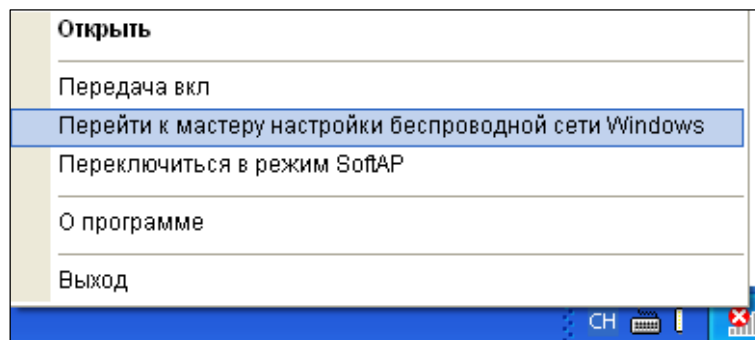 Открыть
Передача вкл
Перейти к мастеру настройки беспроводной сети Windows
Переключиться в режим SoftAP
О программе
Выход
CH